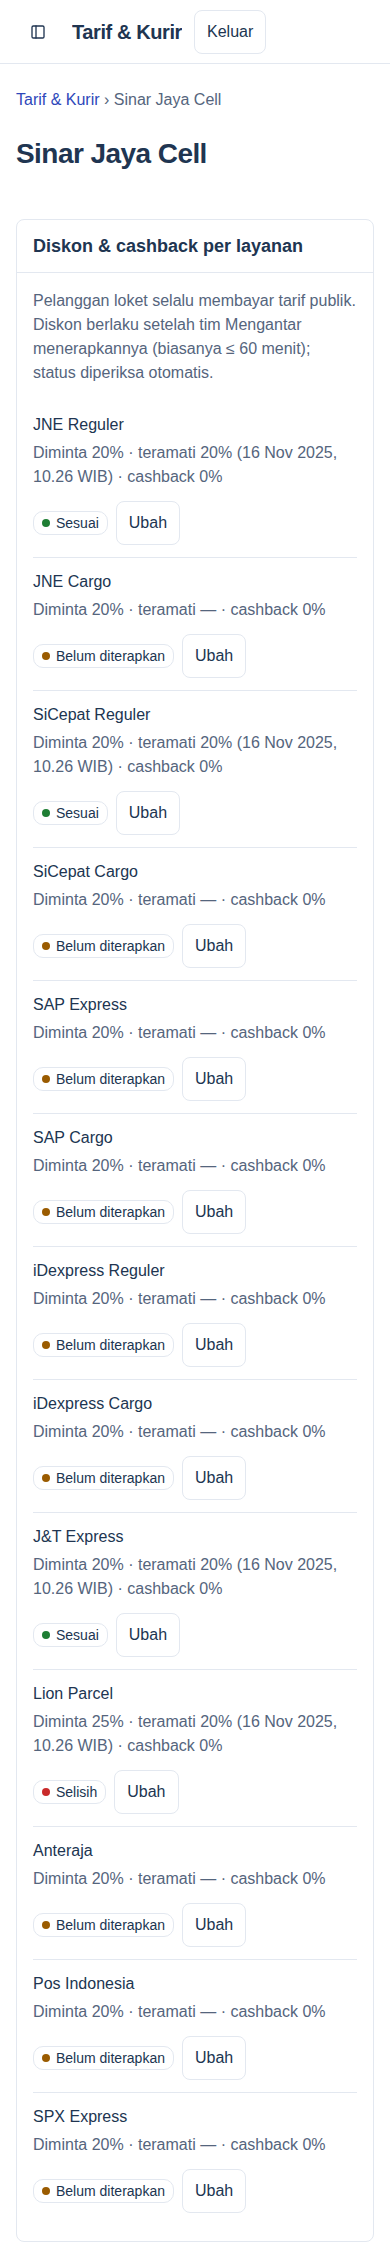 Tarif & Kurir
Keluar
Tarif & Kurir › Sinar Jaya Cell
Sinar Jaya Cell
Diskon & cashback per layanan
Pelanggan loket selalu membayar tarif publik.
Diskon berlaku setelah tim Mengantar
menerapkannya (biasanya ≤ 60 menit);
status diperiksa otomatis.
JNE Reguler
Diminta 20% · teramati 20% (16 Nov 2025,
10.26 WIB) · cashback 0%
Sesuai
Ubah
JNE Cargo
Diminta 20% · teramati — · cashback 0%
Belum diterapkan
Ubah
SiCepat Reguler
Diminta 20% · teramati 20% (16 Nov 2025,
10.26 WIB) · cashback 0%
Sesuai
Ubah
SiCepat Cargo
Diminta 20% · teramati — · cashback 0%
Belum diterapkan
Ubah
SAP Express
Diminta 20% · teramati — · cashback 0%
Belum diterapkan
Ubah
SAP Cargo
Diminta 20% · teramati — · cashback 0%
Belum diterapkan
Ubah
iDexpress Reguler
Diminta 20% · teramati — · cashback 0%
Belum diterapkan
Ubah
iDexpress Cargo
Diminta 20% · teramati — · cashback 0%
Belum diterapkan
Ubah
J&T Express
Diminta 20% · teramati 20% (16 Nov 2025,
10.26 WIB) · cashback 0%
Sesuai
Ubah
Lion Parcel
Diminta 25% · teramati 20% (16 Nov 2025,
10.26 WIB) · cashback 0%
Selisih
Ubah
Anteraja
Diminta 20% · teramati — · cashback 0%
Belum diterapkan
Ubah
Pos Indonesia
Diminta 20% · teramati — · cashback 0%
Belum diterapkan
Ubah
SPX Express
Diminta 20% · teramati — · cashback 0%
Belum diterapkan
Ubah